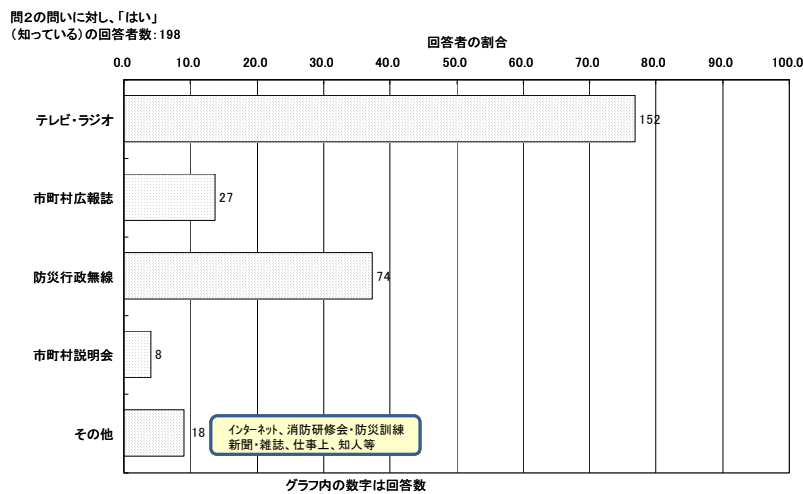 問2の問いに対し、「はい」
（知っている）の回答者数：198
回答者の割合
0.0 10.0 20.0 30.0 40.0 50.0 60.0 70.0 80.0 90.0 100.0
テレビ・ラジオ 152
市町村広報誌 27
防災行政無線 74
市町村説明会 8
その他 18
インターネット、消防研修会・防災訓練
新聞・雑誌、仕事上、知人等
グラフ内の数字は回答数